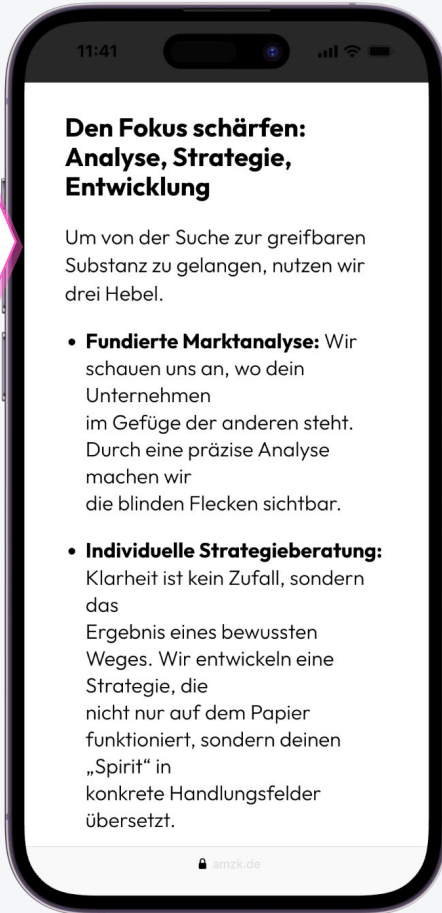 11:41
Den Fokus schärfen:
Analyse, Strategie,
Entwicklung
Um von der Suche zur greifbaren
Substanz zu gelangen, nutzen wir
drei Hebel.
• Fundierte Marktanalyse: Wir
schauen uns an, wo dein
Unternehmen
im Gefüge der anderen steht.
Durch eine präzise Analyse
machen wir
die blinden Flecken sichtbar.
• Individuelle Strategieberatung:
Klarheit ist kein Zufall, sondern
das
Ergebnis eines bewussten
Weges. Wir entwickeln eine
Strategie, die
nicht nur auf dem Papier
funktioniert, sondern deinen
„Spirit“ in
konkrete Handlungsfelder
übersetzt.
amzk.de